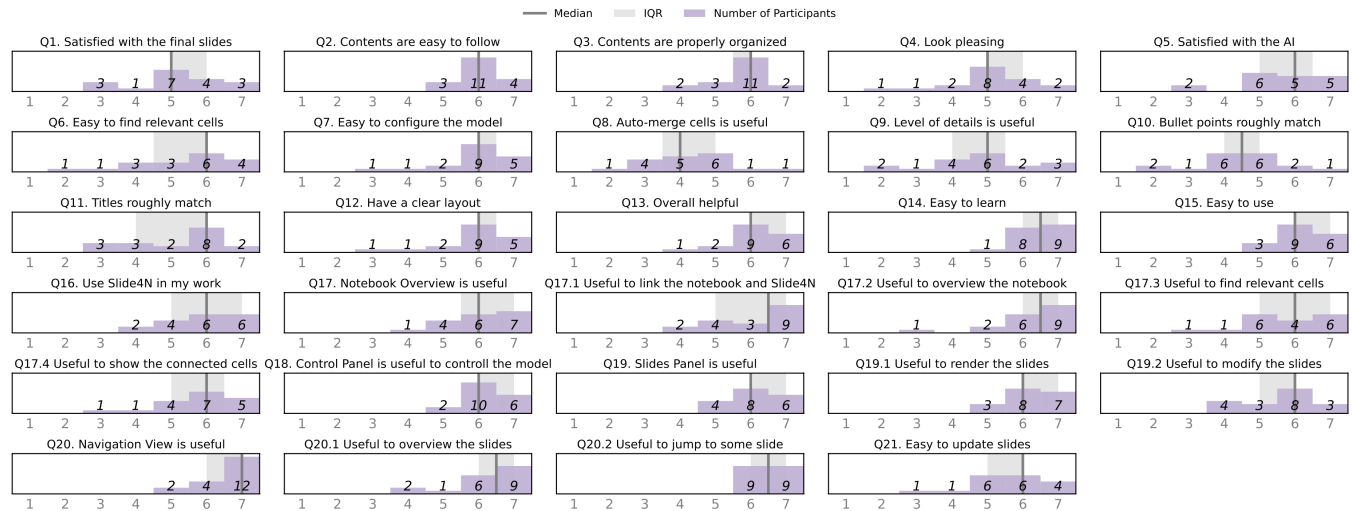 Median IQR Number of Participants
Q1. Satisfied with the final slides
3 1 7 4 3
1 2 3 4 5 6 7
Q2. Contents are easy to follow
3 11 4
1 2 3 4 5 6 7
Q3. Contents are properly organized
2 3 11 2
1 2 3 4 5 6 7
Q4. Look pleasing
1 1 2 8 4 2
1 2 3 4 5 6 7
Q5. Satisfied with the AI
2 6 5 5
1 2 3 4 5 6 7
Q6. Easy to find relevant cells
1 1 3 3 6 4
1 2 3 4 5 6 7
Q7. Easy to configure the model
1 1 2 9 5
1 2 3 4 5 6 7
Q8. Auto-merge cells is useful
1 4 5 6 1 1
1 2 3 4 5 6 7
Q9. Level of details is useful
2 1 4 6 2 3
1 2 3 4 5 6 7
Q10. Bullet points roughly match
2 1 6 6 2 1
1 2 3 4 5 6 7
Q11. Titles roughly match
3 3 2 8 2
1 2 3 4 5 6 7
Q12. Have a clear layout
1 1 2 9 5
1 2 3 4 5 6 7
Q13. Overall helpful
1 2 9 6
1 2 3 4 5 6 7
Q14. Easy to learn
1 8 9
1 2 3 4 5 6 7
Q15. Easy to use
3 9 6
1 2 3 4 5 6 7
Q16. Use Slide4N in my work
2 4 6 6
1 2 3 4 5 6 7
Q17. Notebook Overview is useful
1 4 6 7
1 2 3 4 5 6 7
Q17.1 Useful to link the notebook and Slide4N
2 4 3 9
1 2 3 4 5 6 7
Q17.2 Useful to overview the notebook
1 2 6 9
1 2 3 4 5 6 7
Q17.3 Useful to find relevant cells
1 1 6 4 6
1 2 3 4 5 6 7
Q17.4 Useful to show the connected cells
1 1 4 7 5
1 2 3 4 5 6 7
Q18. Control Panel is useful to controll the model
2 10 6
1 2 3 4 5 6 7
Q19. Slides Panel is useful
4 8 6
1 2 3 4 5 6 7
Q19.1 Useful to render the slides
3 8 7
1 2 3 4 5 6 7
Q19.2 Useful to modify the slides
4 3 8 3
1 2 3 4 5 6 7
Q20. Navigation View is useful
2 4 12
1 2 3 4 5 6 7
Q20.1 Useful to overview the slides
2 1 6 9
1 2 3 4 5 6 7
Q20.2 Useful to jump to some slide
9 9
1 2 3 4 5 6 7
Q21. Easy to update slides
1 1 6 6 4
1 2 3 4 5 6 7